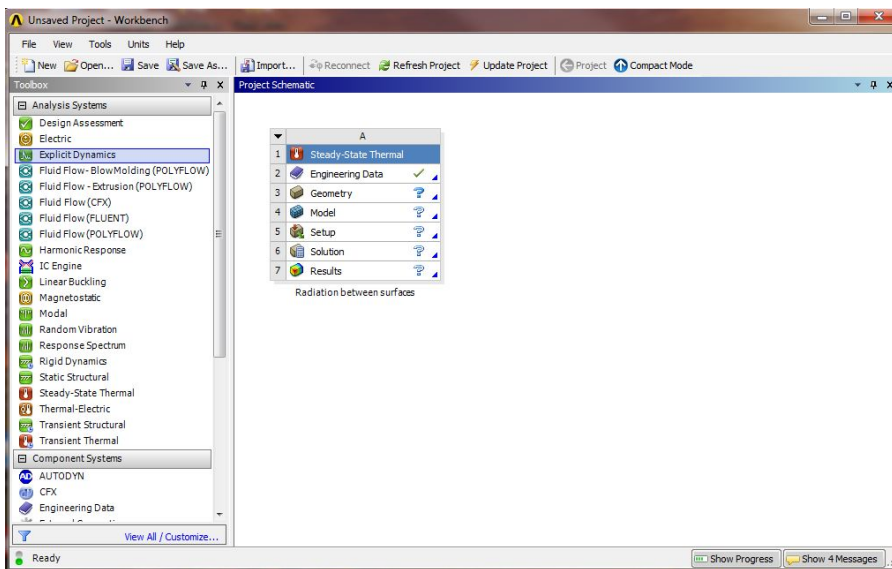 Unsaved Project - Workbench
File View Tools Units Help
New Open... Save Save As... Import... Reconnect Refresh Project Update Project Project Compact Mode
Toolbox
Project Schematic
Analysis Systems
Design Assessment
Electric
Explicit Dynamics
Fluid Flow- BlowMolding (POLYFLOW)
Fluid Flow - Extrusion (POLYFLOW)
Fluid Flow (CFX)
Fluid Flow (FLUENT)
Fluid Flow (POLYFLOW)
Harmonic Response
IC Engine
Linear Buckling
Magnetostatic
Modal
Random Vibration
Response Spectrum
Rigid Dynamics
Static Structural
Steady-State Thermal
Thermal-Electric
Transient Structural
Transient Thermal
Component Systems
AUTODYN
CFX
Engineering Data
View All / Customize...
A
1 Steady-State Thermal
2 Engineering Data
3 Geometry
4 Model
5 Setup
6 Solution
7 Results
Radiation between surfaces
Ready
Show Progress Show 4 Messages